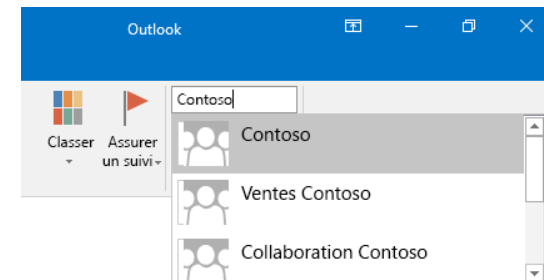 Outlook
Contoso
Classer
Assurer
un suivi
Contoso
Ventes Contoso
Collaboration Contoso